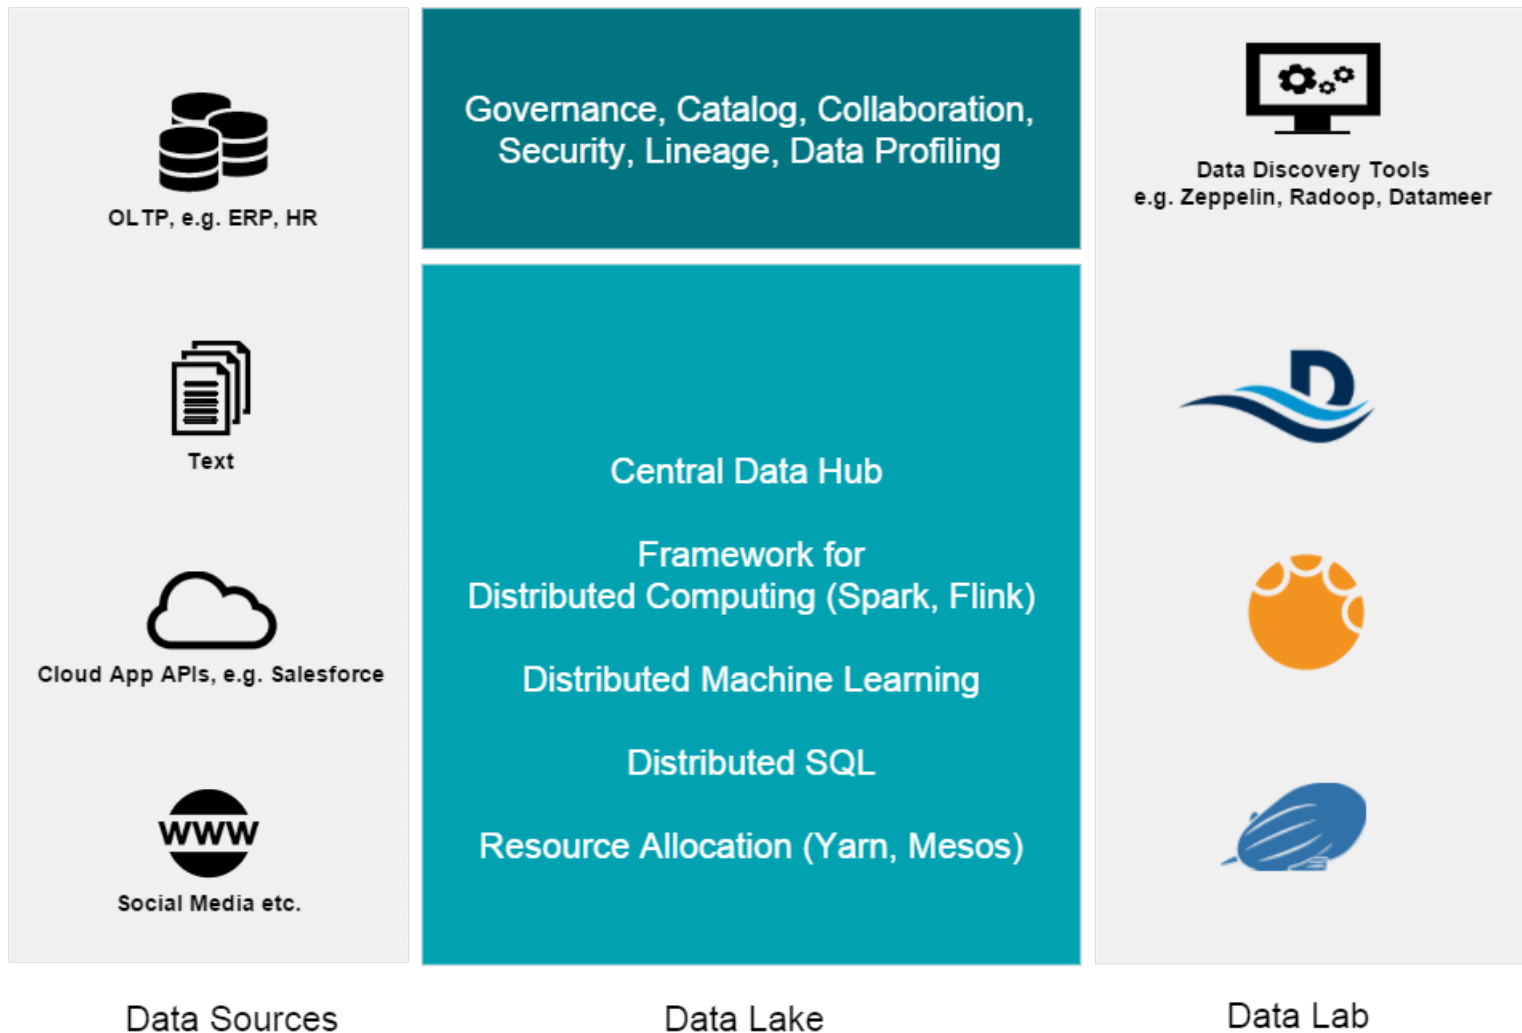 OLTP, e.g. ERP, HR
Text
Cloud App APIs, e.g. Salesforce
WWW
Social Media etc.
Data Sources
Governance, Catalog, Collaboration,
Security, Lineage, Data Profiling
Central Data Hub
Framework for
Distributed Computing (Spark, Flink)
Distributed Machine Learning
Distributed SQL
Resource Allocation (Yarn, Mesos)
Data Lake
Data Discovery Tools
e.g. Zeppelin, Radoop, Datameer
D
Data Lab